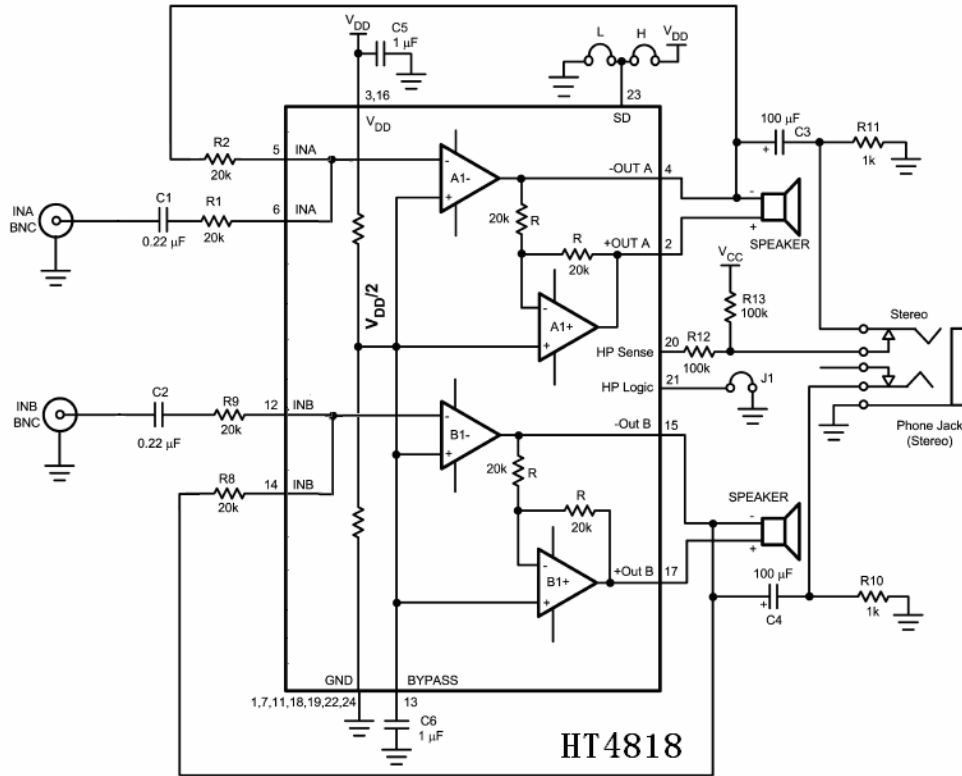 VDD
C5
1 µF
L
H
VDD
3,16
23
VDD
SD
100 µF
C3
+
R11
1k
R2
20k
5
INA
-
A1-
+
-OUT A
4
INA
BNC
C1
0.22 µF
R1
20k
6
INA
20k
R
R
20k
+OUT A
2
-
+
SPEAKER
VDD/2
-
A1+
+
VCC
R13
100k
Stereo
HP Sense
20
R12
100k
HP Logic
21
J1
Phone Jack
(Stereo)
INB
BNC
C2
0.22 µF
R9
20k
12
INB
-
B1-
+
-Out B
15
R8
20k
14
INB
20k
R
R
20k
SPEAKER
-
+
-
B1+
+
+Out B
17
100 µF
+
C4
R10
1k
GND
BYPASS
1,7,11,18,19,22,24
13
C6
1 µF
HT4818